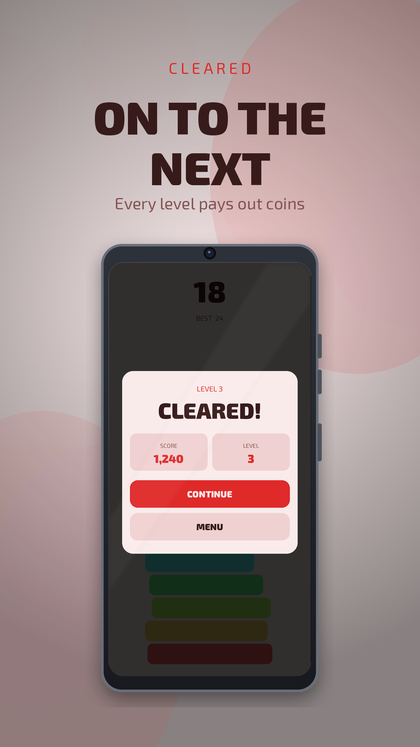 CLEARED
ON TO THE
NEXT
Every level pays out coins
18
BEST 24
LEVEL 3
CLEARED!
SCORE
1,240
LEVEL
3
CONTINUE
MENU